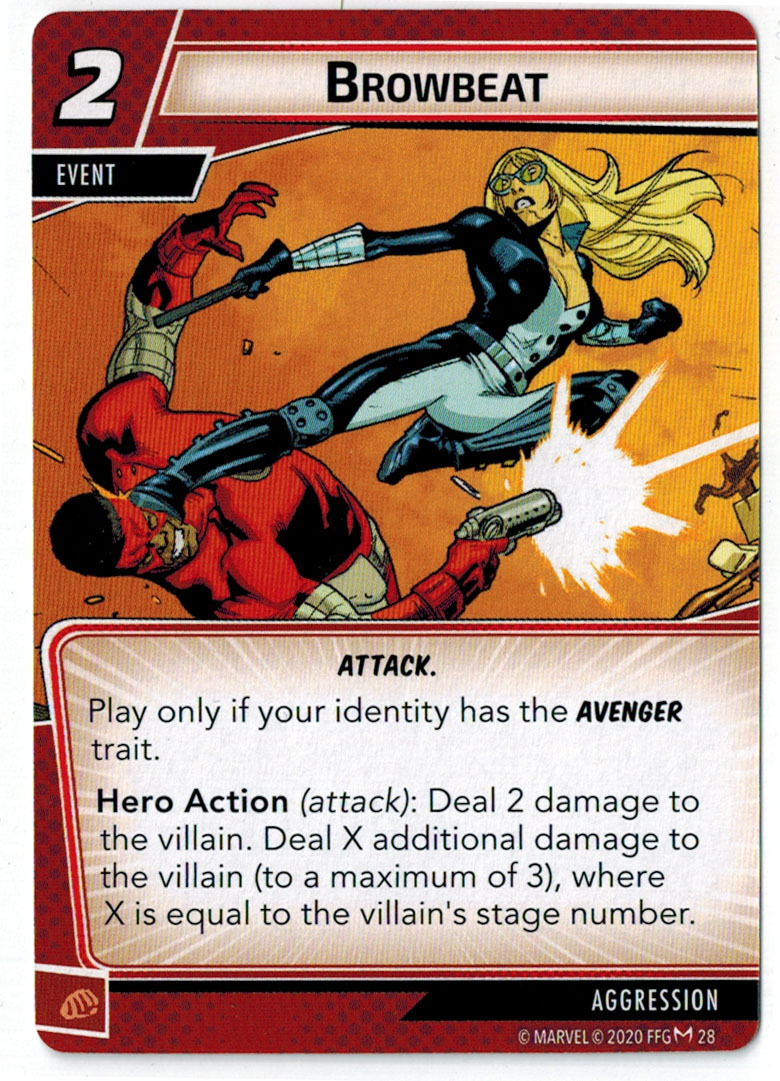 2
BROWBEAT
EVENT
ATTACK.
Play only if your identity has the AVENGER
trait.
Hero Action (attack): Deal 2 damage to
the villain. Deal X additional damage to
the villain (to a maximum of 3), where
X is equal to the villain's stage number.
AGGRESSION
© MARVEL © 2020 FFG 28